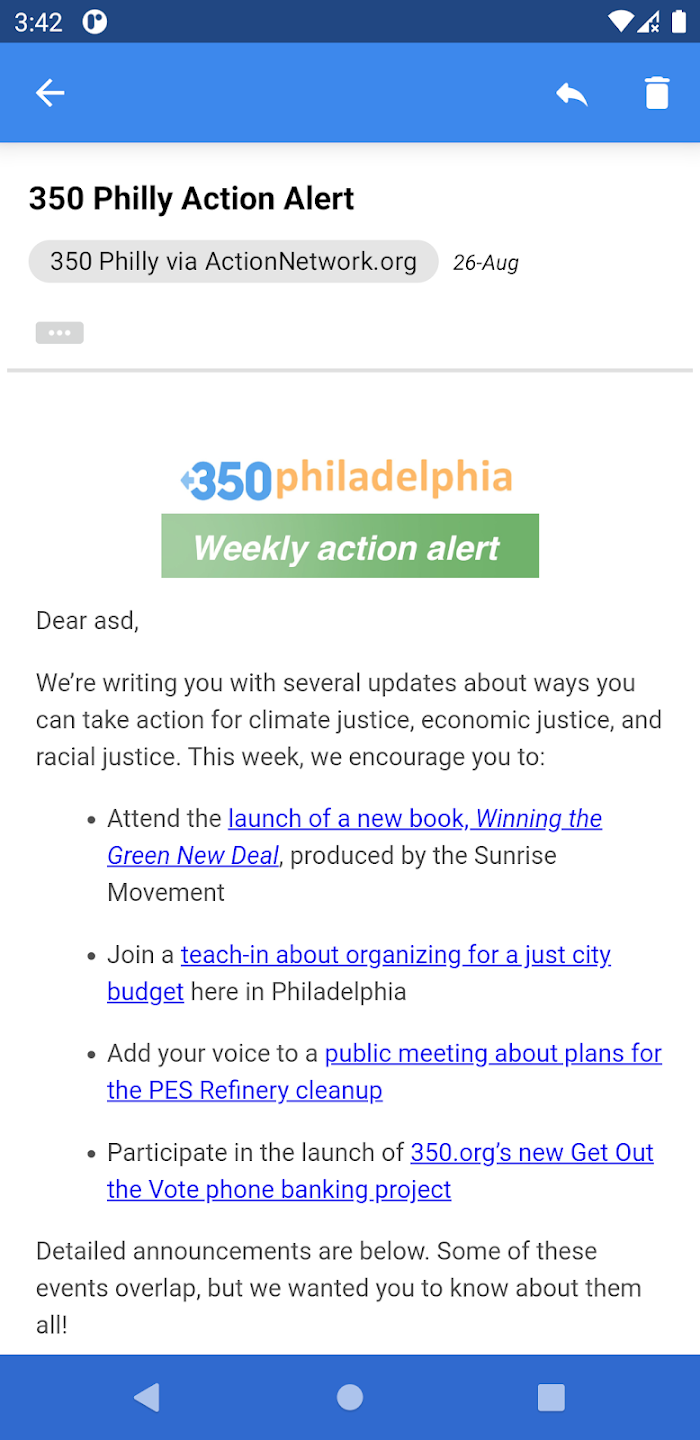 3:42
350 Philly Action Alert
350 Philly via ActionNetwork.org 26-Aug
350philadelphia
Weekly action alert
Dear asd,
We’re writing you with several updates about ways you
can take action for climate justice, economic justice, and
racial justice. This week, we encourage you to:
• Attend the launch of a new book, Winning the
Green New Deal, produced by the Sunrise
Movement
• Join a teach-in about organizing for a just city
budget here in Philadelphia
• Add your voice to a public meeting about plans for
the PES Refinery cleanup
• Participate in the launch of 350.org’s new Get Out
the Vote phone banking project
Detailed announcements are below. Some of these
events overlap, but we wanted you to know about them
all!